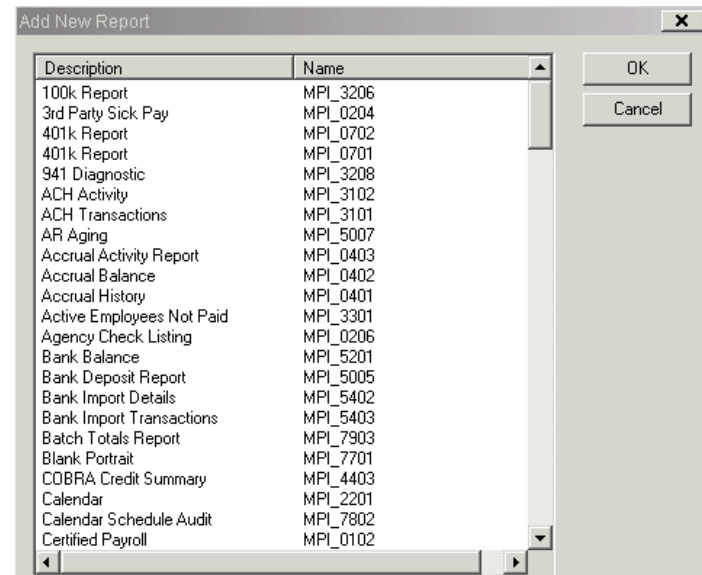 Add New Report
Description Name
OK
Cancel
100k Report MPI_3206
3rd Party Sick Pay MPI_0204
401k Report MPI_0702
401k Report MPI_0701
941 Diagnostic MPI_3208
ACH Activity MPI_3102
ACH Transactions MPI_3101
AR Aging MPI_5007
Accrual Activity Report MPI_0403
Accrual Balance MPI_0402
Accrual History MPI_0401
Active Employees Not Paid MPI_3301
Agency Check Listing MPI_0206
Bank Balance MPI_5201
Bank Deposit Report MPI_5005
Bank Import Details MPI_5402
Bank Import Transactions MPI_5403
Batch Totals Report MPI_7903
Blank Portrait MPI_7701
COBRA Credit Summary MPI_4403
Calendar MPI_2201
Calendar Schedule Audit MPI_7802
Certified Payroll MPI_0102